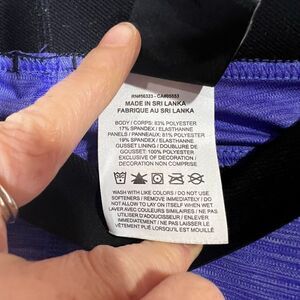 RN#56323 - CA#05553
MADE IN SRI LANKA
FABRIQUE AU SRI LANKA
BODY / CORPS: 83% POLYESTER
17% SPANDEX / ELASTHANNE
PANELS / PANNEAUX: 81% POLYESTER
19% SPANDEX / ELASTHANNE
GUSSET LINING / DOUBLURE DE
GOUSSET: 100% POLYESTER
EXCLUSIVE OF DECORATION /
DECORATION NON COMPRISE
WASH WITH LIKE COLORS / DO NOT USE
SOFTENERS / REMOVE IMMEDIATELY / DO
NOT ALLOW TO LAY ON ITSELF WHEN WET.
LAVER AVEC COULEURS SIMILAIRES / NE PAS
UTILISER D'ADOUCISSEUR / ENLEVER
IMMEDIATEMENT / NE PAS LAISSER LE
VÊTEMENT PLIÉ LORSQU'IL EST MOUILLÉ